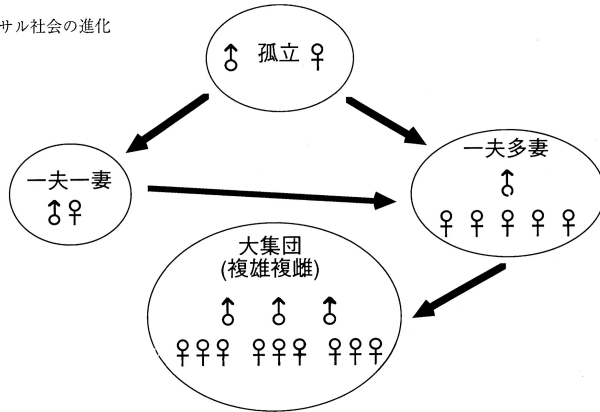 サル社会の進化
♂ 孤立 ♀
一夫一妻
♂♀
一夫多妻
♂
♀ ♀ ♀ ♀ ♀
大集団
(複雄複雌)
♂ ♂ ♂
♀♀♀ ♀♀♀ ♀♀♀